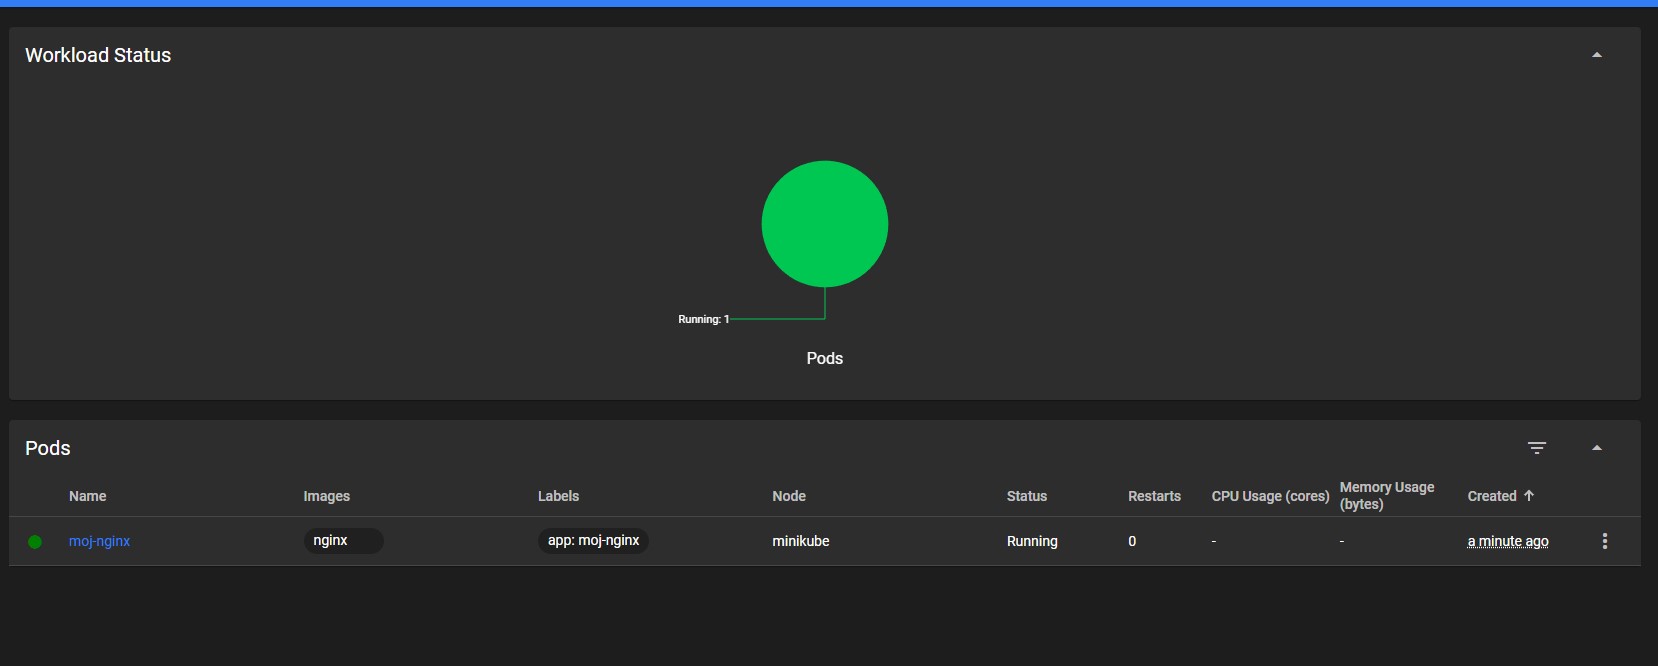 Workload Status
Running: 1
Pods
Pods
Name Images Labels Node Status Restarts CPU Usage (cores) Memory Usage (bytes) Created
moj-nginx nginx app: moj-nginx minikube Running 0 - - a minute ago